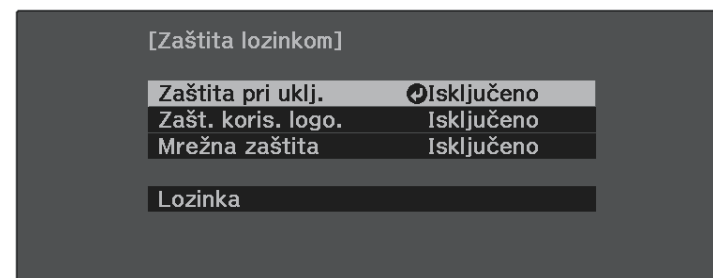 [Zaštita lozinkom]
Zaštita pri uklj. Isključeno
Zašt. koris. logo. Isključeno
Mrežna zaštita Isključeno
Lozinka